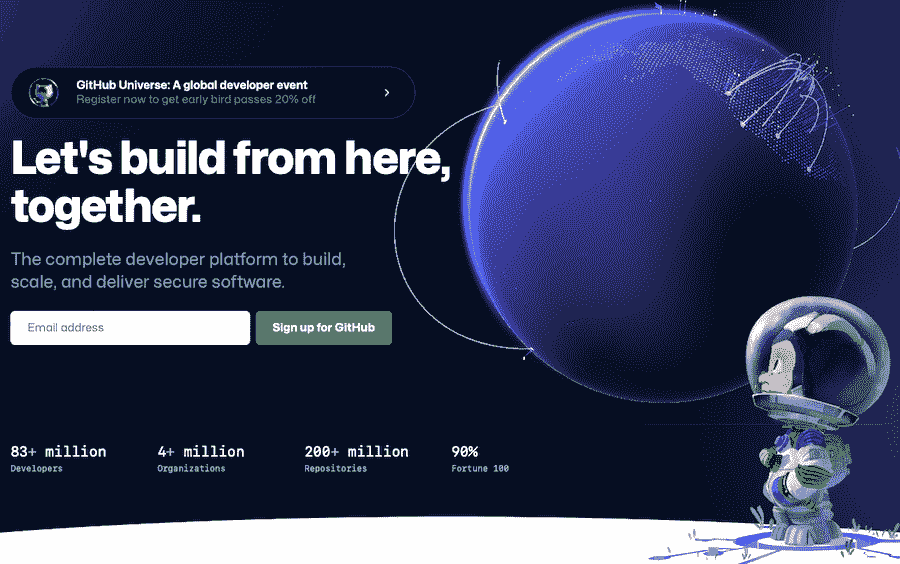 GitHub Universe: A global developer event
Register now to get early bird passes 20% off
Let's build from here,
together.
The complete developer platform to build,
scale, and deliver secure software.
Email address
Sign up for GitHub
83+ million
Developers
4+ million
Organizations
200+ million
Repositories
90%
Fortune 100